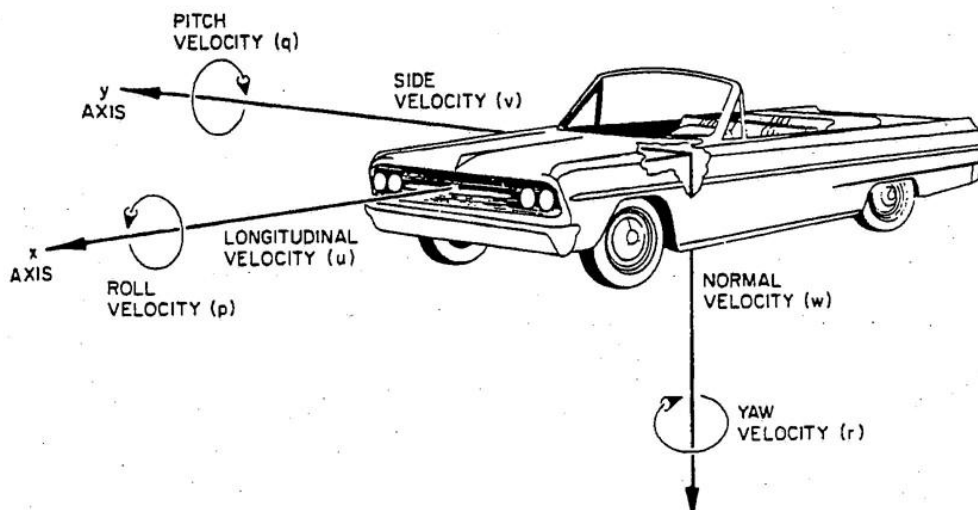 PITCH
VELOCITY (q)
y
AXIS
SIDE
VELOCITY (v)
x
AXIS
LONGITUDINAL
VELOCITY (u)
ROLL
VELOCITY (p)
NORMAL
VELOCITY (w)
YAW
VELOCITY (r)